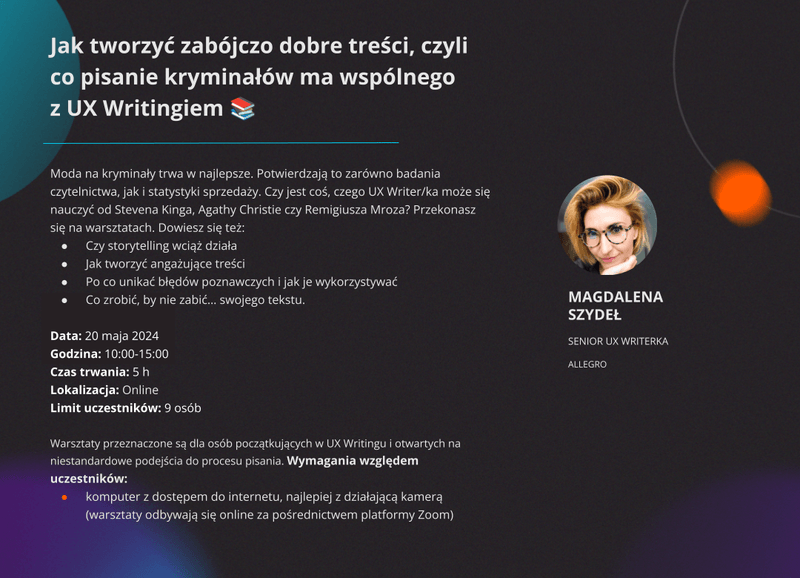 Jak tworzyć zabójczo dobre treści, czyli
co pisanie kryminałów ma wspólnego
z UX Writingiem 📚
Moda na kryminały trwa w najlepsze. Potwierdzają to zarówno badania
czytelnictwa, jak i statystyki sprzedaży. Czy jest coś, czego UX Writer/ka może się
nauczyć od Stevena Kinga, Agathy Christie czy Remigiusza Mroza? Przekonasz
się na warsztatach. Dowiesz się też:
● Czy storytelling wciąż działa
● Jak tworzyć angażujące treści
● Po co unikać błędów poznawczych i jak je wykorzystywać
● Co zrobić, by nie zabić... swojego tekstu.
Data: 20 maja 2024
Godzina: 10:00-15:00
Czas trwania: 5 h
Lokalizacja: Online
Limit uczestników: 9 osób
Warsztaty przeznaczone są dla osób początkujących w UX Writingu i otwartych na
niestandardowe podejścia do procesu pisania. Wymagania względem
uczestników:
● komputer z dostępem do internetu, najlepiej z działającą kamerą
(warsztaty odbywają się online za pośrednictwem platformy Zoom)
MAGDALENA
SZYDEŁ
SENIOR UX WRITERKA
ALLEGRO